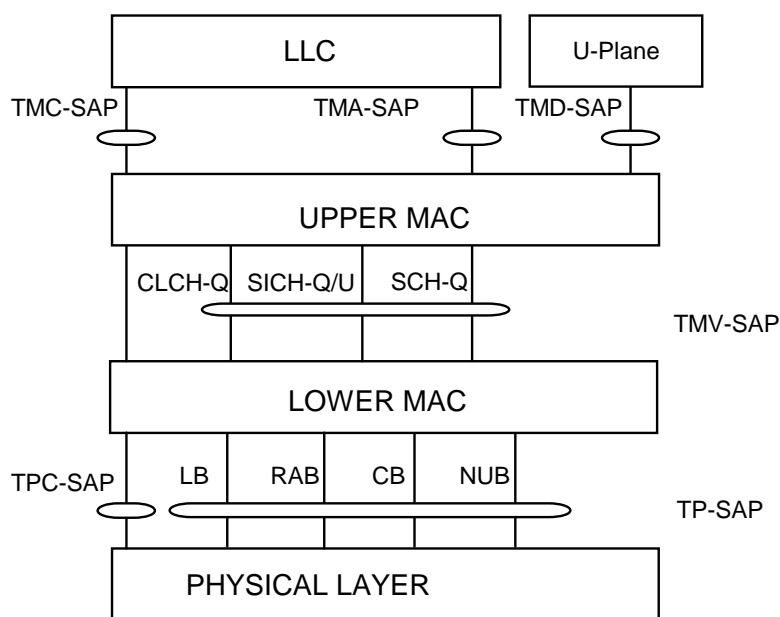 LLC
U-Plane
TMC-SAP
TMA-SAP
TMD-SAP
UPPER MAC
CLCH-Q
SICH-Q/U
SCH-Q
TMV-SAP
LOWER MAC
TPC-SAP
LB
RAB
CB
NUB
TP-SAP
PHYSICAL LAYER